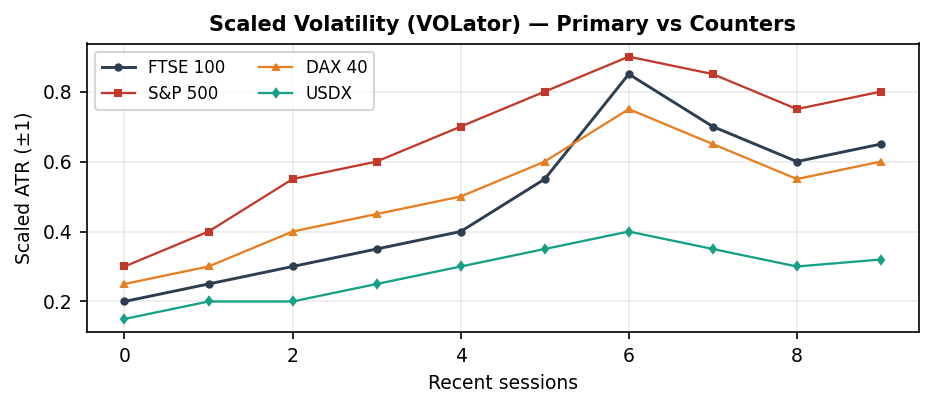 Scaled Volatility (VOLator) — Primary vs Counters
FTSE 100
S&P 500
DAX 40
USDX
Scaled ATR (±1)
0.8
0.6
0.4
0.2
0 2 4 6 8
Recent sessions